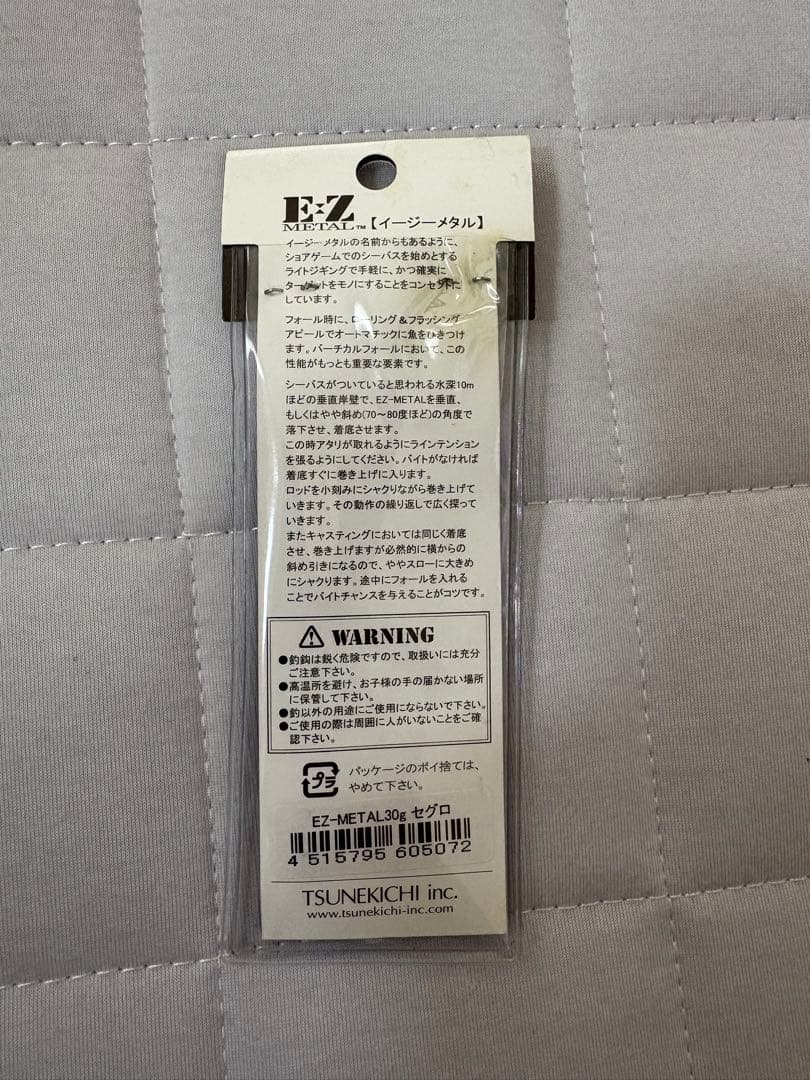 E・Z
METAL™【イージーメタル】
イージーメタルの名前からもあるように、
ショアゲームでのシーバスを始めとする
ライトジギングで手軽に、かつ確実に
ターゲットをモノにすることをコンセプトに
しています。
フォール時に、ローリング&フラッシング
アピールでオートマチックに魚をひきつけ
ます。バーチカルフォールにおいて、この
性能がもっとも重要な要素です。
シーバスがついていると思われる水深10m
ほどの垂直岸壁で、EZ-METALを垂直、
もしくはやや斜め(70〜80度ほど)の角度で
落下させ、着底させます。
この時アタリが取れるようにラインテンション
を張るようにしてください。バイトがなければ
着底すぐに巻き上げに入ります。
ロッドを小刻みにシャクりながら巻き上げて
いきます。その動作の繰り返しで広く探って
いきます。
またキャスティングにおいては同じく着底
させ、巻き上げますが必然的に横からの
斜め引きになるので、ややスローに大きめ
にシャクります。途中にフォールを入れる
ことでバイトチャンスを与えることがコツです。
WARNING
●釣鈎は鋭く危険ですので、取扱いには充分
ご注意下さい。
●高温所を避け、お子様の手の届かない場所
に保管して下さい。
●釣以外の用途にご使用にならないで下さい。
●ご使用の際は周囲に人がいないことをご確
認下さい。
プラ
パッケージのポイ捨ては、
やめて下さい。
EZ-METAL30g セグロ
4 515795 605072
TSUNEKICHI inc.
www.tsunekichi-inc.com